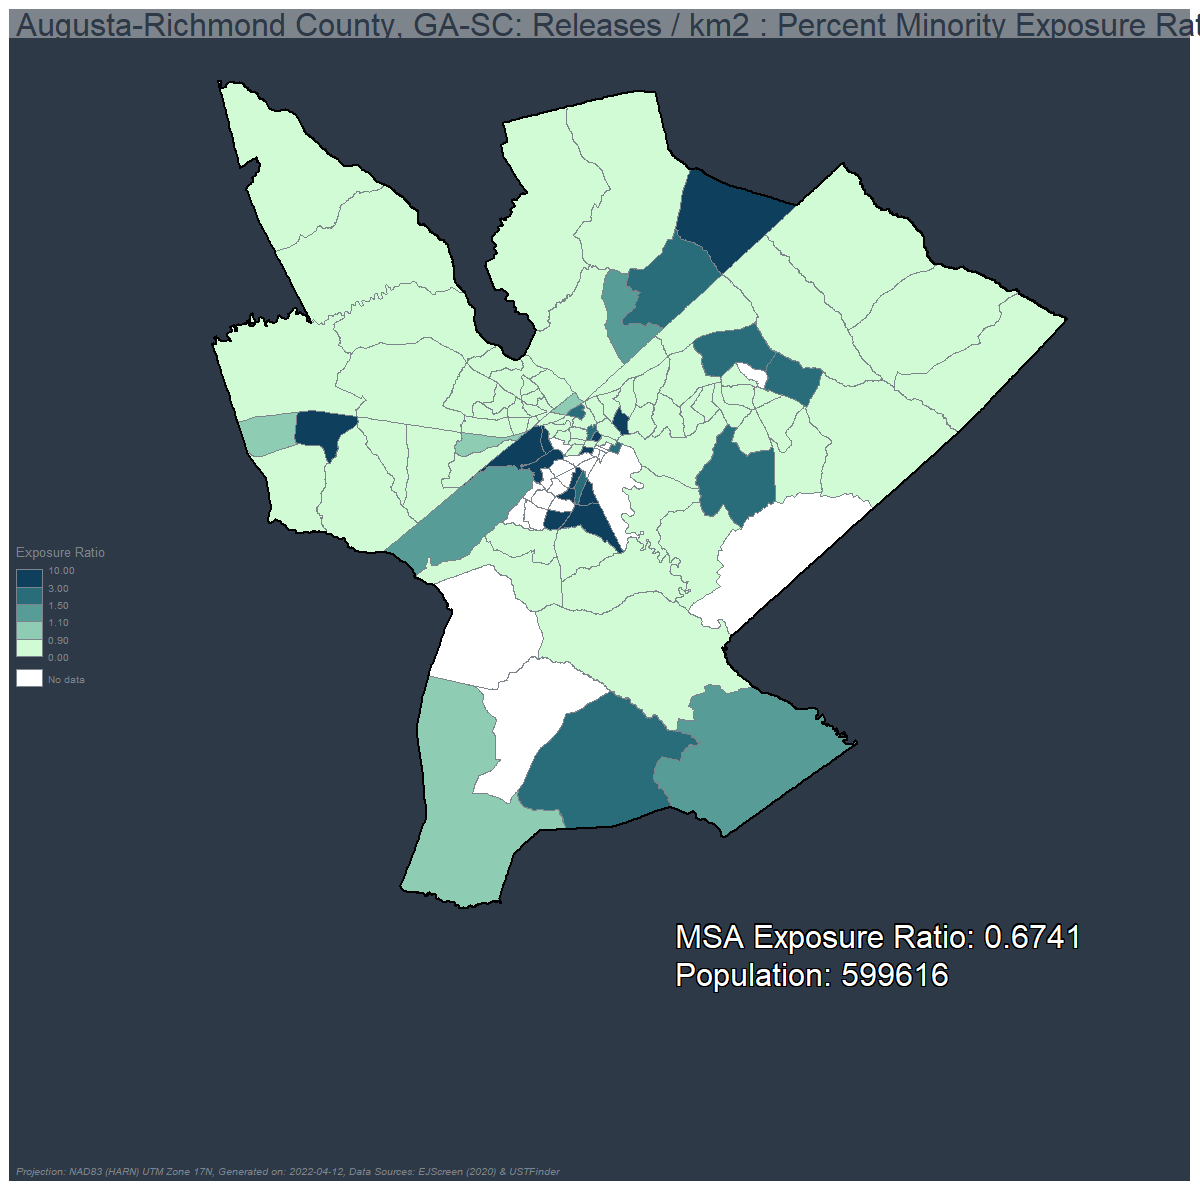 Augusta-Richmond County, GA-SC: Releases / km2 : Percent Minority Exposure Rat
Exposure Ratio
10.00
3.00
1.50
1.10
0.90
0.00
No data
MSA Exposure Ratio: 0.6741
Population: 599616
Projection: NAD83 (HARN) UTM Zone 17N, Generated on: 2022-04-12, Data Sources: EJScreen (2020) & USTFinder